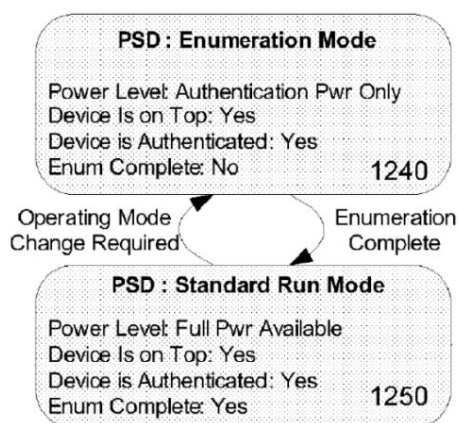 PSD : Enumeration Mode
Power Level: Authentication Pwr Only
Device Is on Top: Yes
Device is Authenticated: Yes
Enum Complete: No
1240
Operating Mode
Change Required
Enumeration
Complete
PSD : Standard Run Mode
Power Level: Full Pwr Available
Device Is on Top: Yes
Device is Authenticated: Yes
Enum Complete: Yes
1250